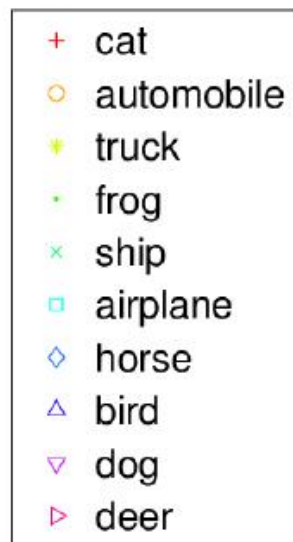 cat
automobile
truck
frog
ship
airplane
horse
bird
dog
deer